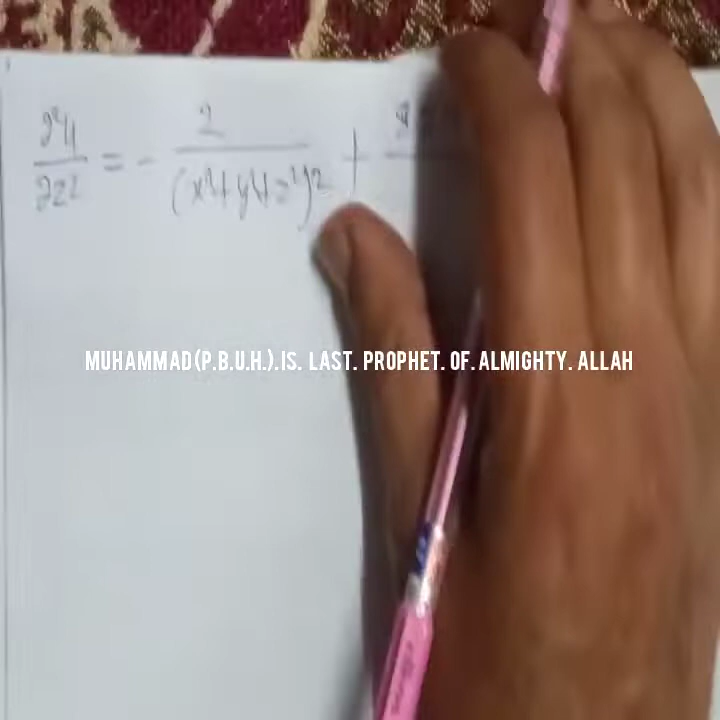 ∂²u/∂z² = - 2/(x²+y²+z²)² +
MUHAMMAD(P.B.U.H.).IS. LAST. PROPHET. OF. ALMIGHTY. ALLAH